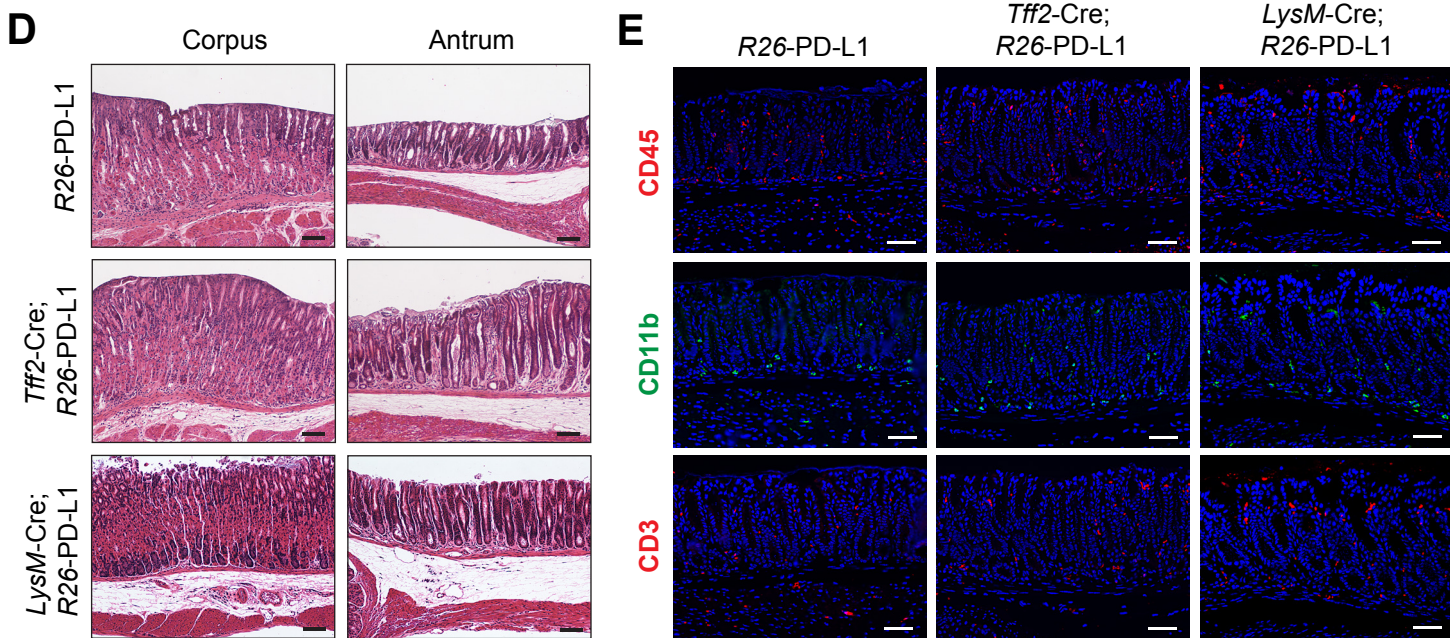 D
Corpus
Antrum
R26-PD-L1
Tff2-Cre;
R26-PD-L1
LysM-Cre;
R26-PD-L1
E
R26-PD-L1
Tff2-Cre;
R26-PD-L1
LysM-Cre;
R26-PD-L1
CD45
CD11b
CD3